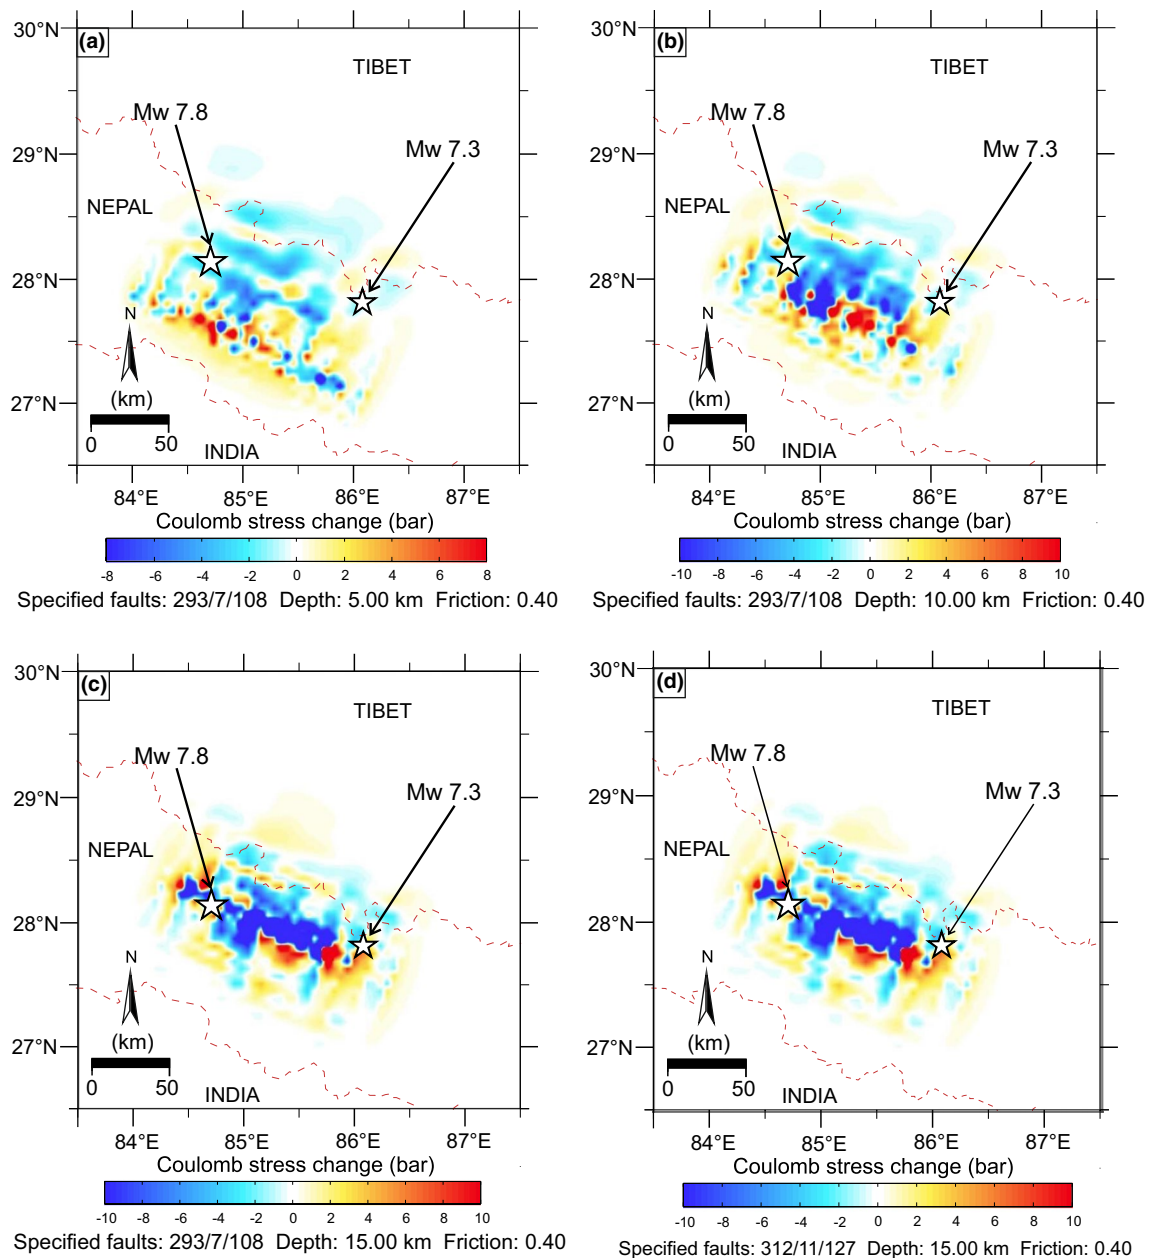 30°N
(a)
TIBET
Mw 7.8
Mw 7.3
29°N
NEPAL
28°N
N
27°N
(km)
0 50
INDIA
84°E 85°E 86°E 87°E
Coulomb stress change (bar)
-8 -6 -4 -2 0 2 4 6 8
Specified faults: 293/7/108 Depth: 5.00 km Friction: 0.40
30°N
(b)
TIBET
Mw 7.8
Mw 7.3
29°N
NEPAL
28°N
N
27°N
(km)
0 50
INDIA
84°E 85°E 86°E 87°E
Coulomb stress change (bar)
-10 -8 -6 -4 -2 0 2 4 6 8 10
Specified faults: 293/7/108 Depth: 10.00 km Friction: 0.40
30°N
(c)
TIBET
Mw 7.8
Mw 7.3
29°N
NEPAL
28°N
N
27°N
(km)
0 50
INDIA
84°E 85°E 86°E 87°E
Coulomb stress change (bar)
-10 -8 -6 -4 -2 0 2 4 6 8 10
Specified faults: 293/7/108 Depth: 15.00 km Friction: 0.40
30°N
(d)
TIBET
Mw 7.8
Mw 7.3
29°N
NEPAL
28°N
N
27°N
(km)
0 50
INDIA
84°E 85°E 86°E 87°E
Coulomb stress change (bar)
-10 -8 -6 -4 -2 0 2 4 6 8 10
Specified faults: 312/11/127 Depth: 15.00 km Friction: 0.40